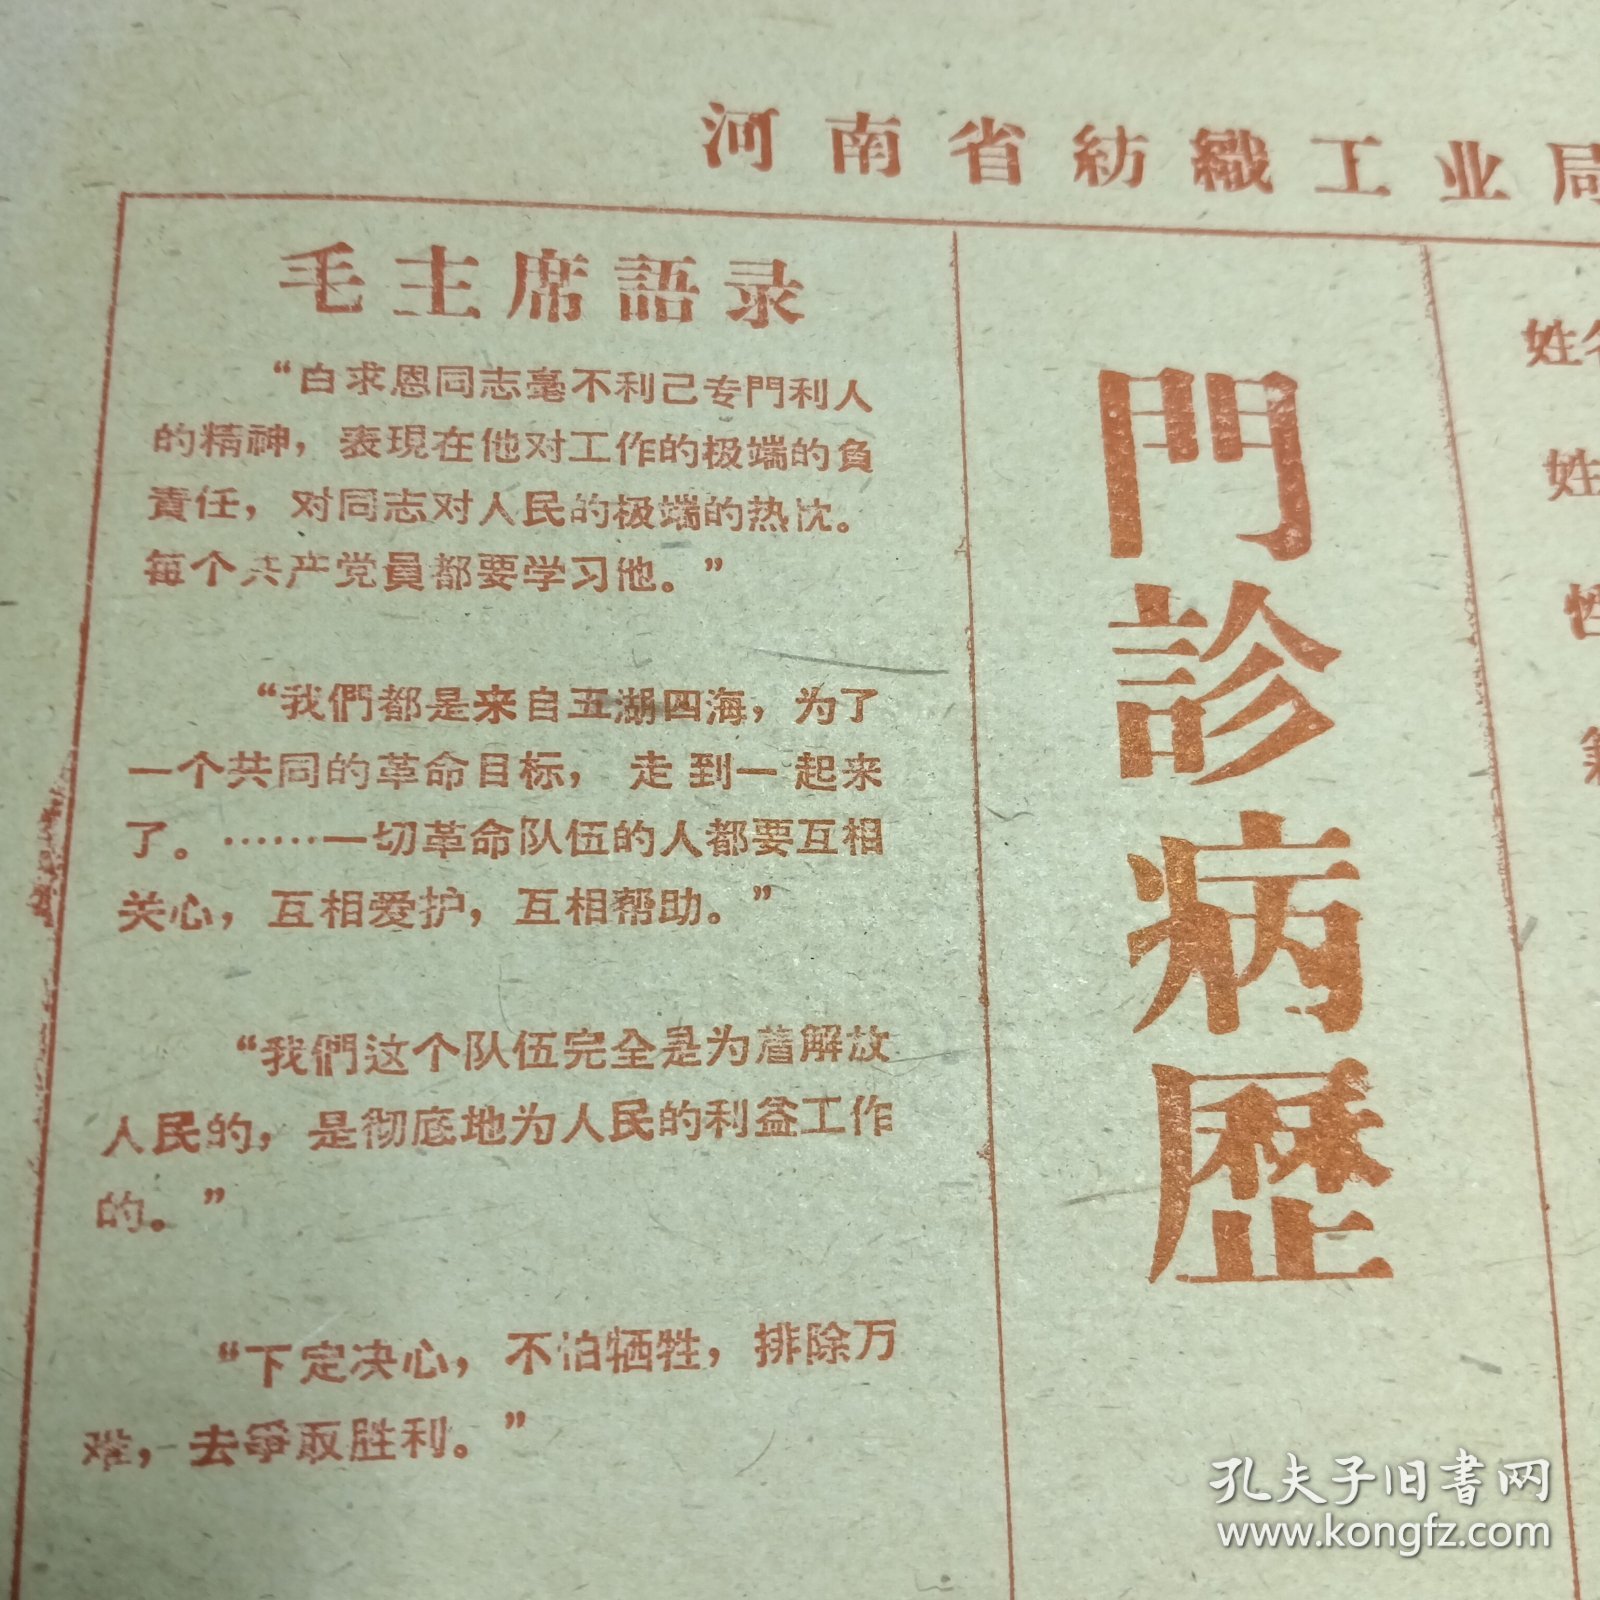 河南省紡織工业局
毛主席語录
“白求恩同志毫不利己专門利人
的精神，表現在他对工作的极端的負
責任，对同志对人民的极端的热忱。
每个共产党員都要学习他。”
“我們都是来自五湖四海，为了
一个共同的革命目标，走到一起来
了。……一切革命队伍的人都要互相
关心，互相爱护，互相帮助。”
“我們这个队伍完全是为着解放
人民的，是彻底地为人民的利益工作
的。”
“下定决心，不怕牺牲，排除万
难，去爭取胜利。”
門診病歷
姓名
姓
孔夫子旧書网
www.kongfz.com